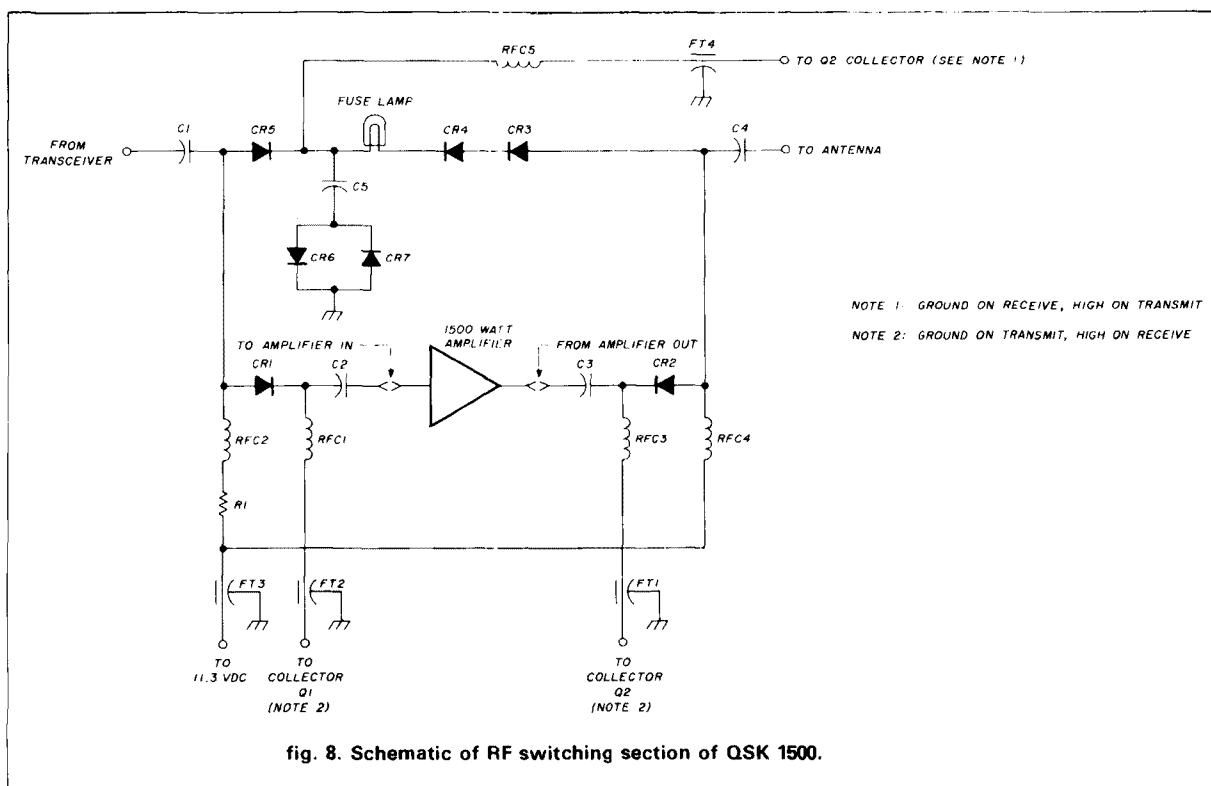 RFC5
FT4
TO Q2 COLLECTOR (SEE NOTE 1)
FUSE LAMP
C1
CR5
CR4
CR3
C4
FROM
TRANSCEIVER
TO ANTENNA
C5
CR6
CR7
NOTE 1: GROUND ON RECEIVE, HIGH ON TRANSMIT
NOTE 2: GROUND ON TRANSMIT, HIGH ON RECEIVE
1500 WATT
AMPLIFIER
TO AMPLIFIER IN
FROM AMPLIFIER OUT
CR1
C2
C3
CR2
RFC2
RFC1
RFC3
RFC4
R1
FT3
FT2
FT1
TO
11.3 VDC
TO
COLLECTOR
Q1
(NOTE 2)
TO
COLLECTOR
Q2
(NOTE 2)
fig. 8. Schematic of RF switching section of QSK 1500.